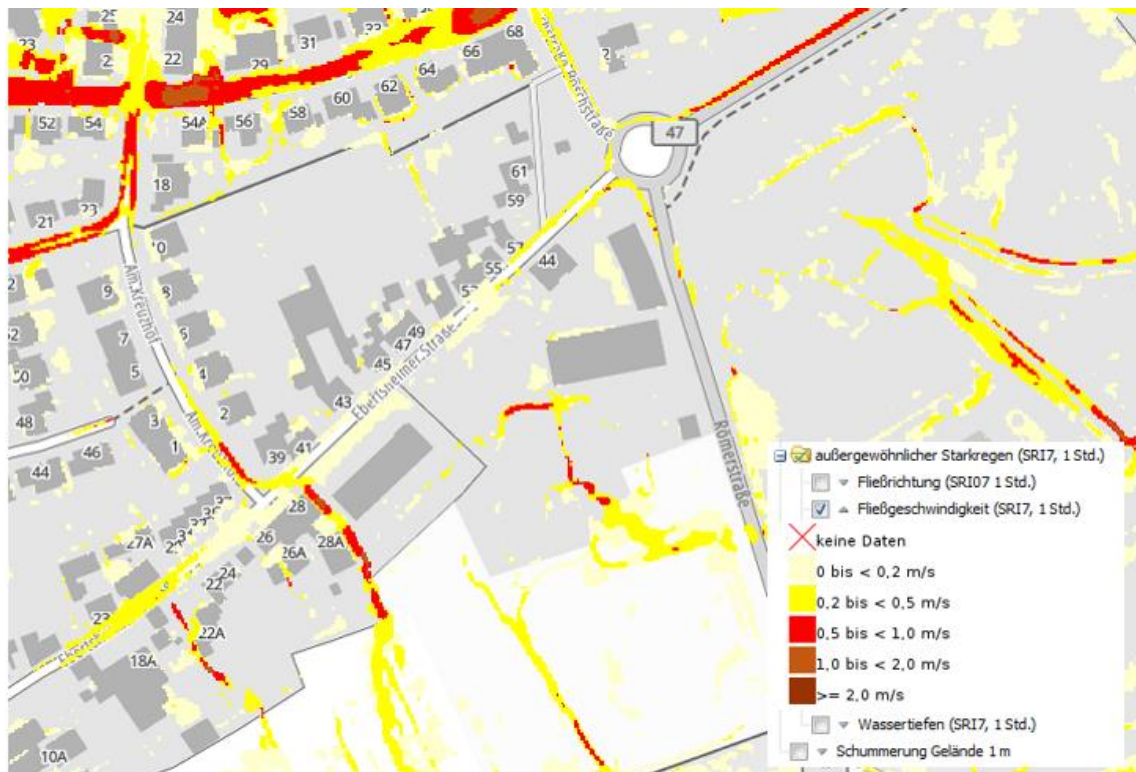 25
24
23
22
31
29
68
66
64
62
60
58
56
54A
54
52
47
Röschstraße
18
61
59
21
23
10
57
55
44
53
9
8
Am Kreuzhof
7
6
5
4
49
47
45
Ebertsheimer Straße
43
2
48
3
1
41
39
46
44
Römerstraße
28
26
26A
28A
27A
24
22
22A
23
18A
10A
außergewöhnlicher Starkregen (SRI7, 1 Std.)
Fließrichtung (SRI07 1 Std.)
Fließgeschwindigkeit (SRI7, 1 Std.)
keine Daten
0 bis < 0,2 m/s
0,2 bis < 0,5 m/s
0,5 bis < 1,0 m/s
1,0 bis < 2,0 m/s
>= 2,0 m/s
Wassertiefen (SRI7, 1 Std.)
Schummerung Gelände 1 m